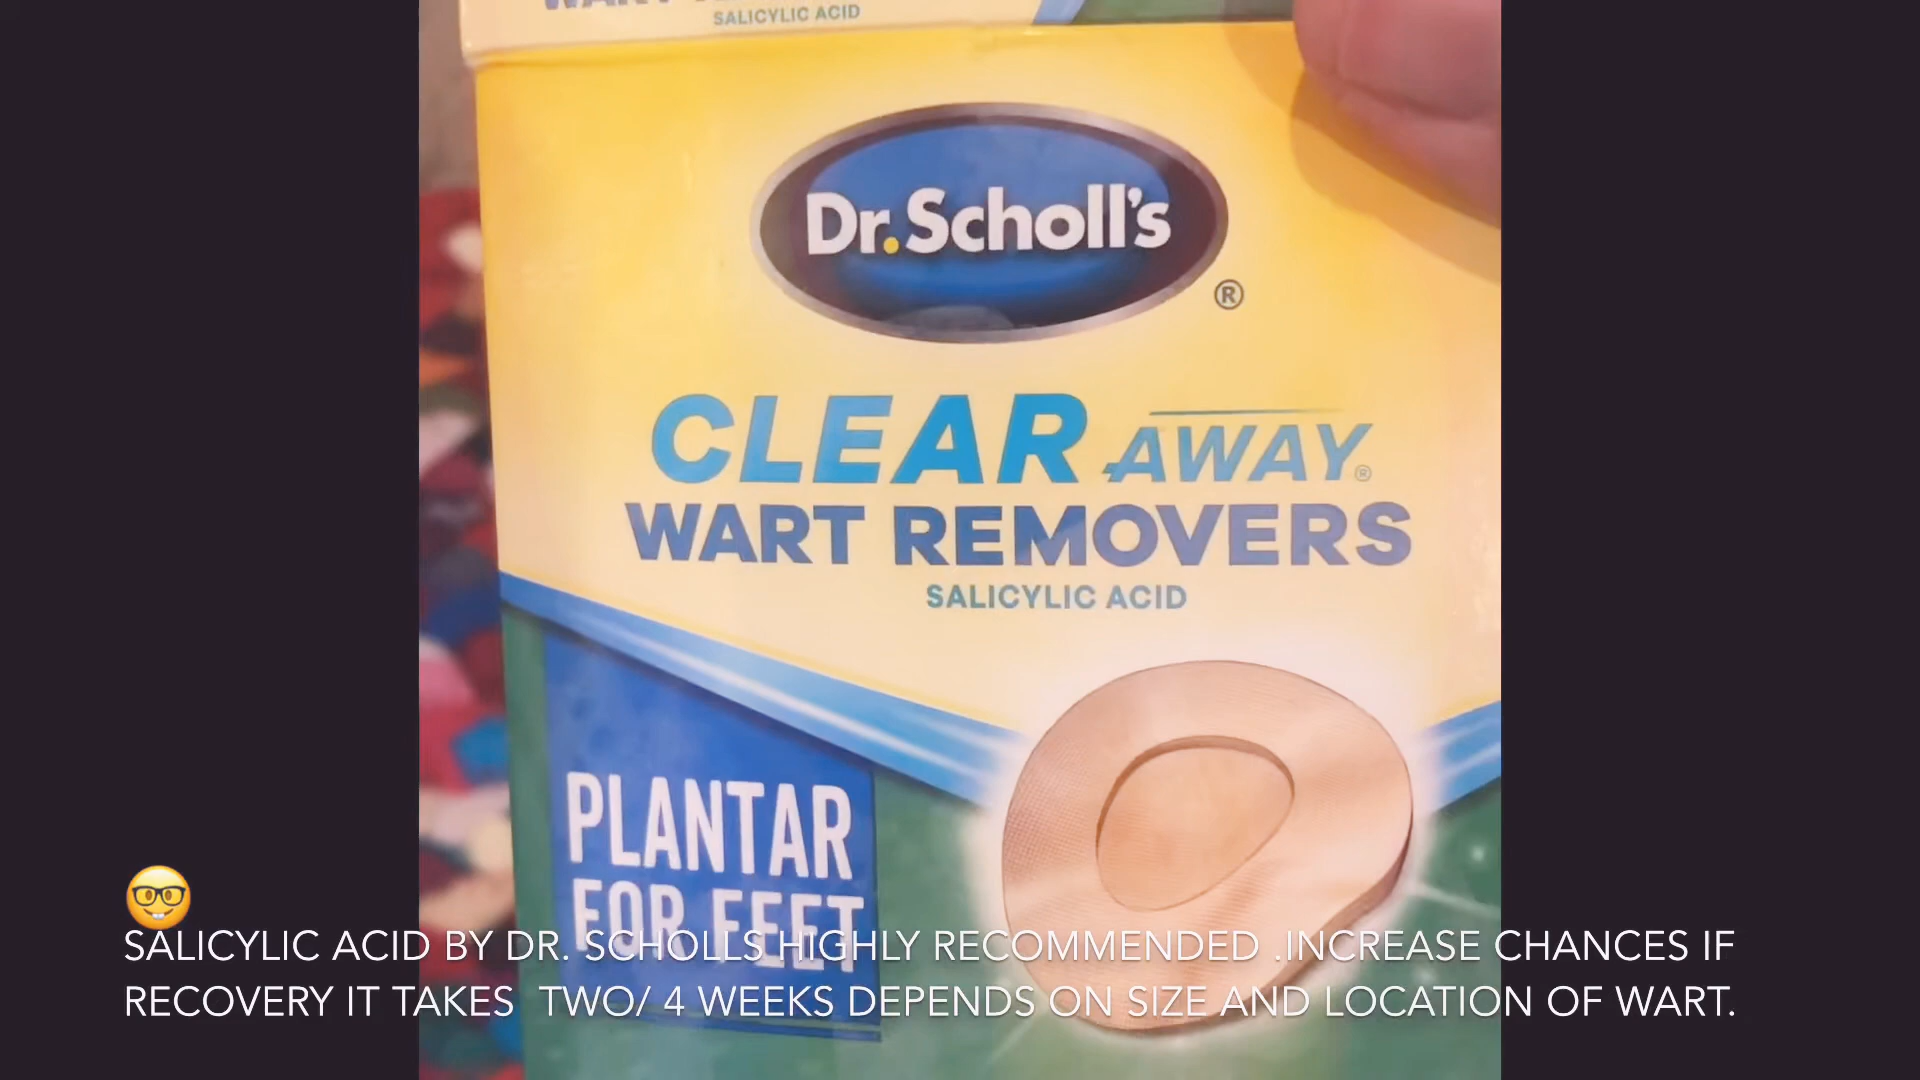 SALICYLIC ACID
Dr.Scholl's
®
CLEAR AWAY®
WART REMOVERS
SALICYLIC ACID
PLANTAR
FOR FEET
🤓
SALICYLIC ACID BY DR. SCHOLLS HIGHLY RECOMMENDED .INCREASE CHANCES IF
RECOVERY IT TAKES TWO/ 4 WEEKS DEPENDS ON SIZE AND LOCATION OF WART.